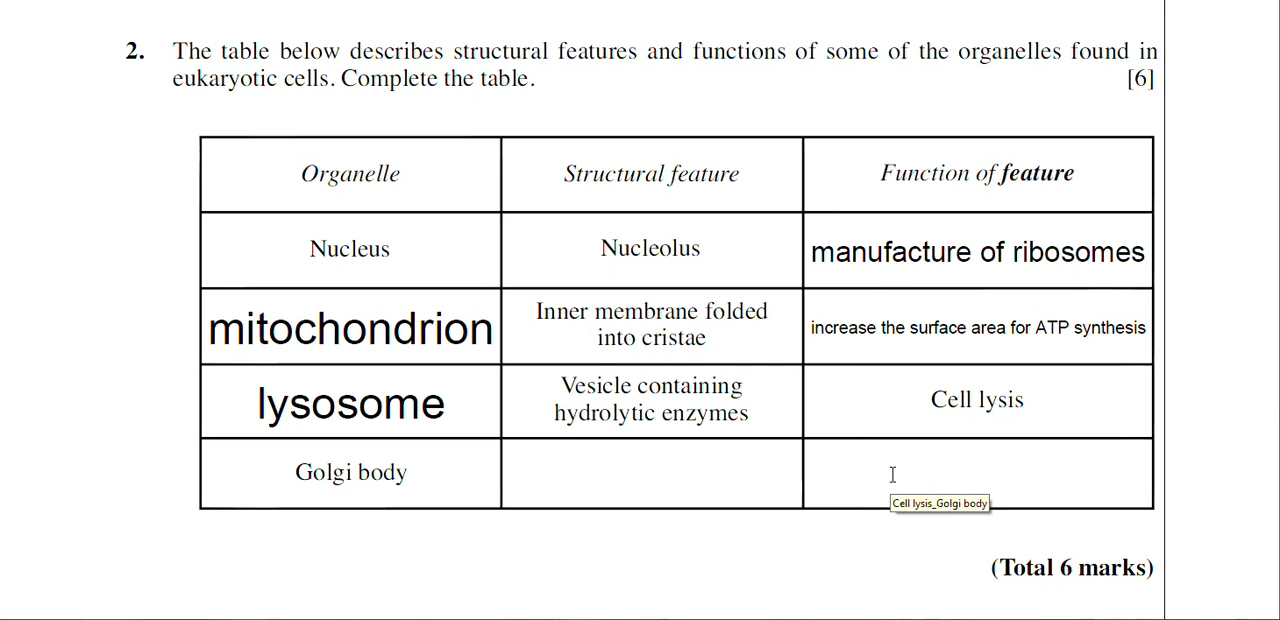 2. The table below describes structural features and functions of some of the organelles found in
eukaryotic cells. Complete the table. [6]
Organelle Structural feature Function of feature
Nucleus Nucleolus manufacture of ribosomes
mitochondrion Inner membrane folded into cristae increase the surface area for ATP synthesis
lysosome Vesicle containing hydrolytic enzymes Cell lysis
Golgi body
Cell lysis_Golgi body
(Total 6 marks)